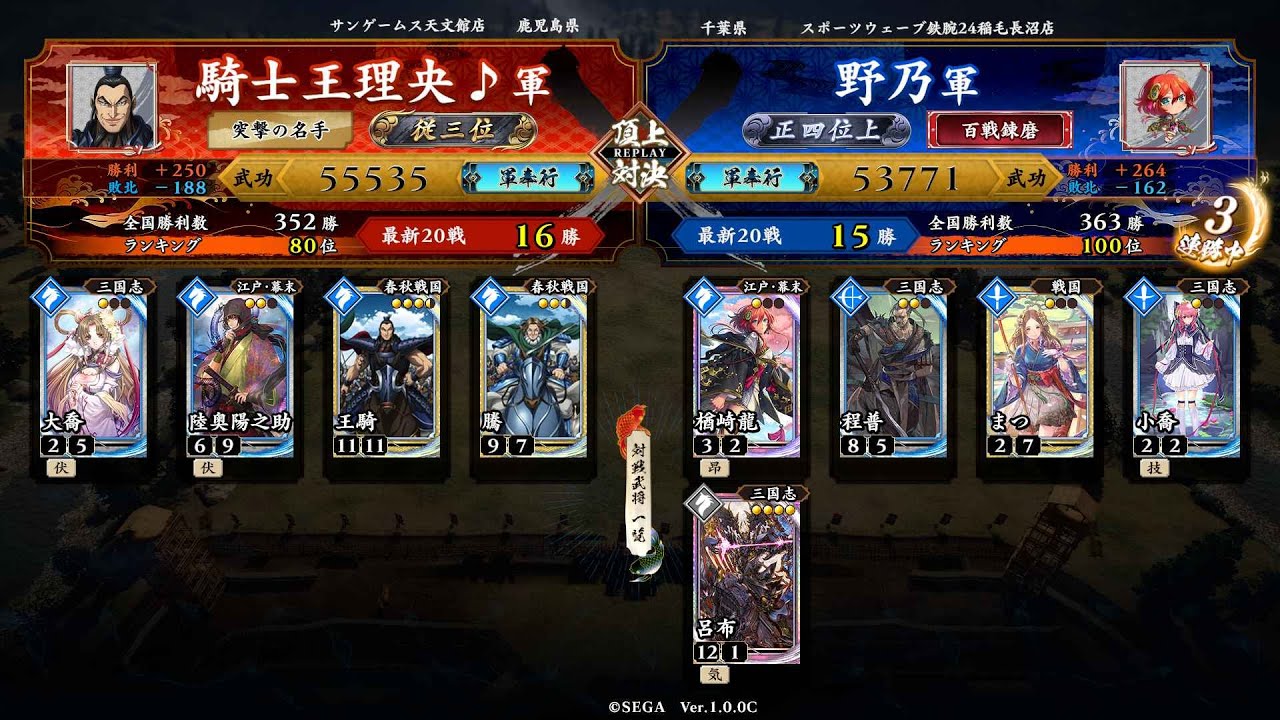 サンゲームス天文館店 鹿児島県
千葉県 スポーツウェーブ鉄腕24稲毛長沼店
騎士王理央♪軍
突撃の名手 従三位
勝利 +250
敗北 -188
武功 55535 軍奉行
全国勝利数 352勝
ランキング 80位
最新20戦 16勝
頂上
REPLAY
対決
野乃軍
正四位上 百戦錬磨
軍奉行 53771 武功
勝利 +264
敗北 -162
最新20戦 15勝
全国勝利数 363勝
ランキング 100位
3
連勝中
三国志
大喬
2 5
伏
江戸・幕末
陸奥陽之助
6 9
伏
春秋戦国
王騎
11 11
春秋戦国
騰
9 7
対戦武将一覧
江戸・幕末
楢崎龍
3 2
昂
三国志
程普
8 5
戦国
まつ
2 7
三国志
小喬
2 2
技
三国志
呂布
12 1
気
©SEGA Ver.1.0.0C